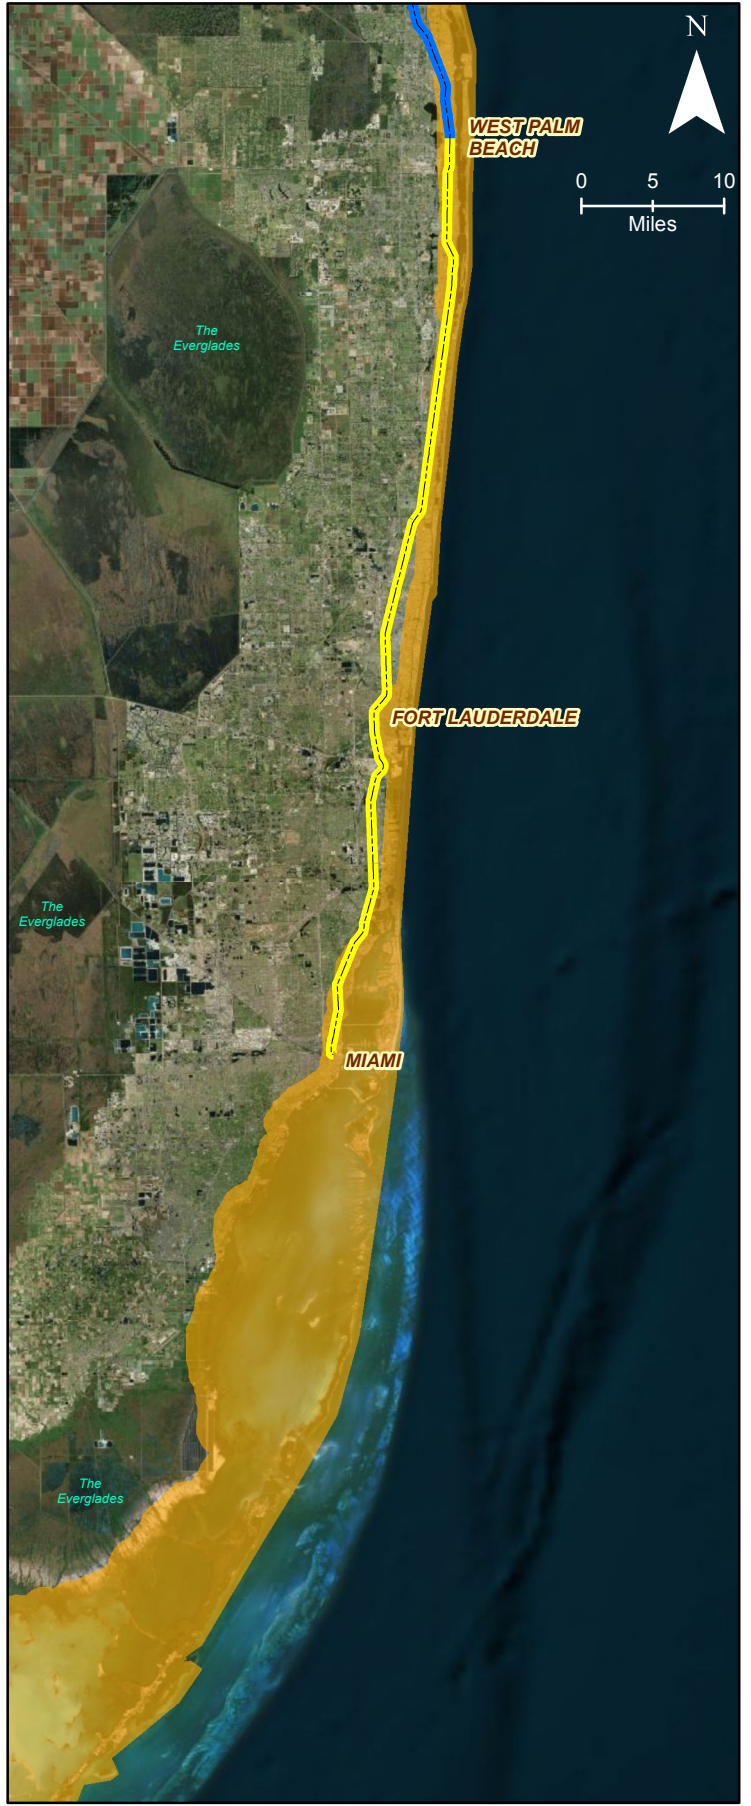 N
WEST PALM
BEACH
0 5 10
Miles
The
Everglades
FORT LAUDERDALE
The
Everglades
MIAMI
The
Everglades